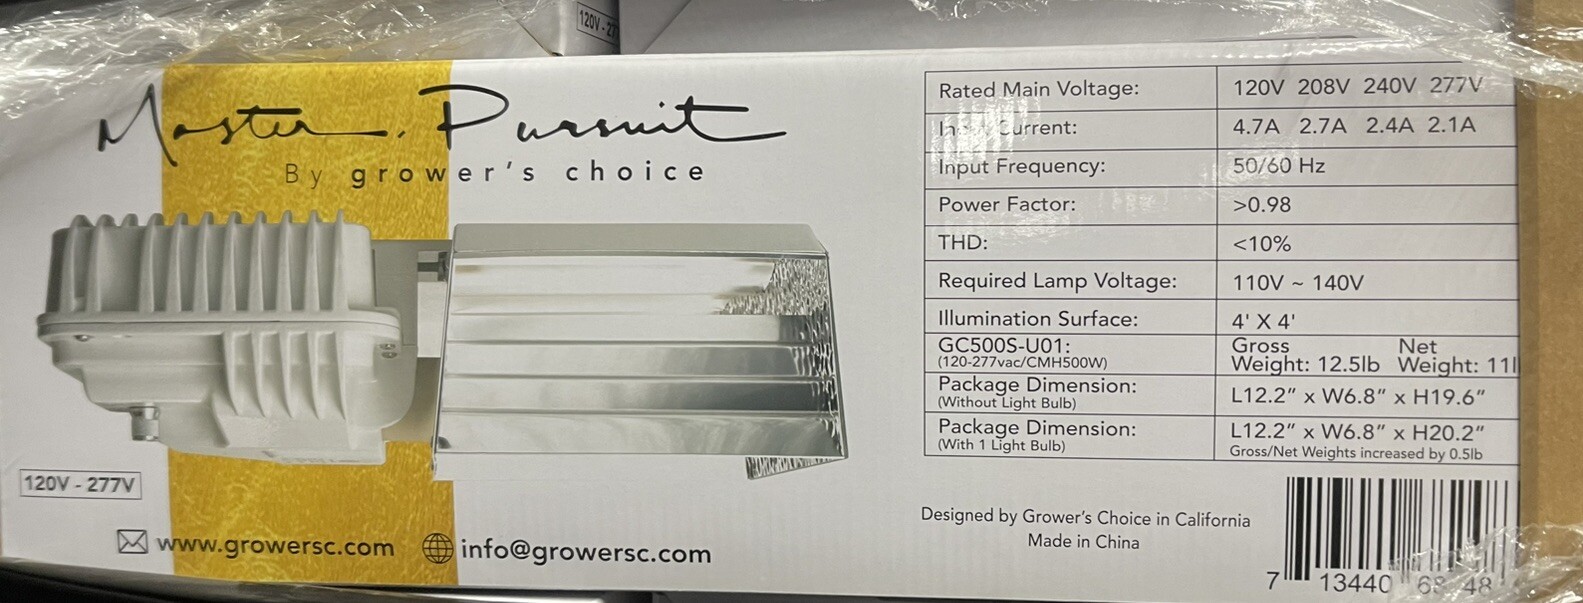 120V - 27
Master Pursuit
By grower's choice
120V - 277V
www.growersc.com
info@growersc.com
Rated Main Voltage: 120V 208V 240V 277V
Current: 4.7A 2.7A 2.4A 2.1A
Input Frequency: 50/60 Hz
Power Factor: >0.98
THD: <10%
Required Lamp Voltage: 110V ~ 140V
Illumination Surface: 4' X 4'
GC500S-U01: Gross Net
(120-277vac/CMH500W) Weight: 12.5lb Weight: 11l
Package Dimension:
(Without Light Bulb) L12.2" x W6.8" x H19.6"
Package Dimension: L12.2" x W6.8" x H20.2"
(With 1 Light Bulb) Gross/Net Weights increased by 0.5lb
Designed by Grower's Choice in California
Made in China
7 13440 68 48